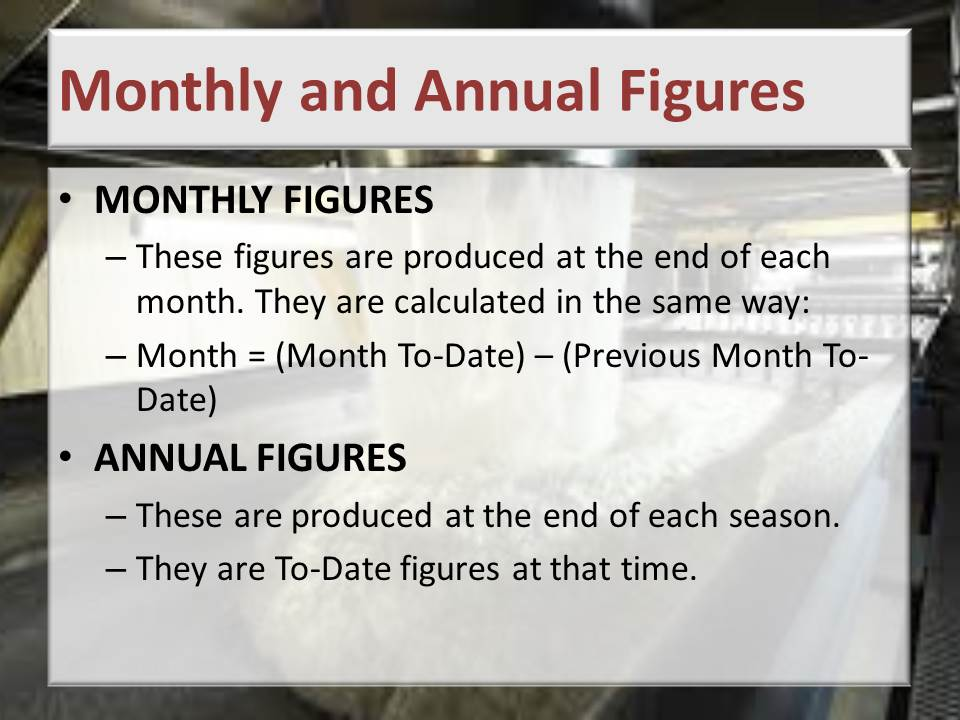 Monthly and Annual Figures
• MONTHLY FIGURES
– These figures are produced at the end of each
month. They are calculated in the same way:
– Month = (Month To-Date) – (Previous Month To-
Date)
• ANNUAL FIGURES
– These are produced at the end of each season.
– They are To-Date figures at that time.